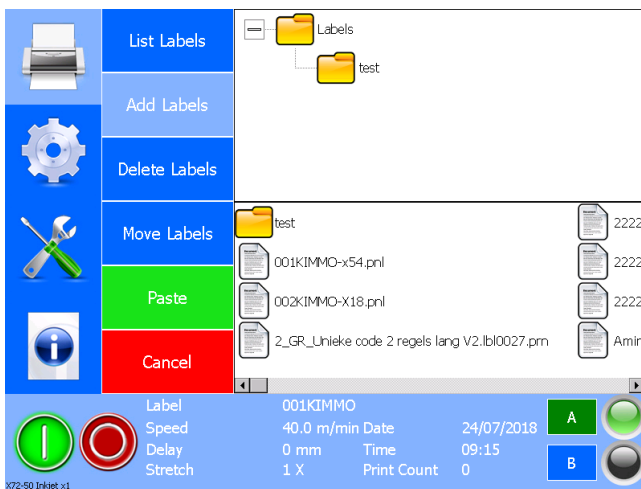 List Labels
Add Labels
Delete Labels
Move Labels
Paste
Cancel
Labels
test
test
001KIMMO-x54.pnl
002KIMMO-X18.pnl
2_GR_Unieke code 2 regels lang V2.lbl0027.prn
2222
2222
2222
Amin
Label 001KIMMO
Speed 40.0 m/min Date 24/07/2018
Delay 0 mm Time 09:15
Stretch 1 X Print Count 0
A
B
X72-50 Inkjet x1